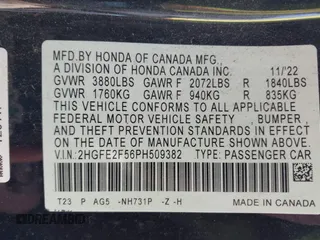 MFD.BY HONDA OF CANADA MFG.,
A DIVISION OF HONDA CANADA INC. 11/'22
GVWR 3880LBS GAWR F 2072LBS R 1840LBS
GVWR 1760KG GAWR F 940KG R 835KG
THIS VEHICLE CONFORMS TO ALL APPLICABLE
FEDERAL MOTOR VEHICLE SAFETY, BUMPER,
AND THEFT PREVENTION STANDARDS IN EFFECT
ON THE DATE OF MANUFACTURE SHOWN ABOVE.
V.I.N:2HGFE2F56PH509382 TYPE:PASSENGER CAR
T23 P AG5 -NH731P -Z -H
MADE IN CANADA